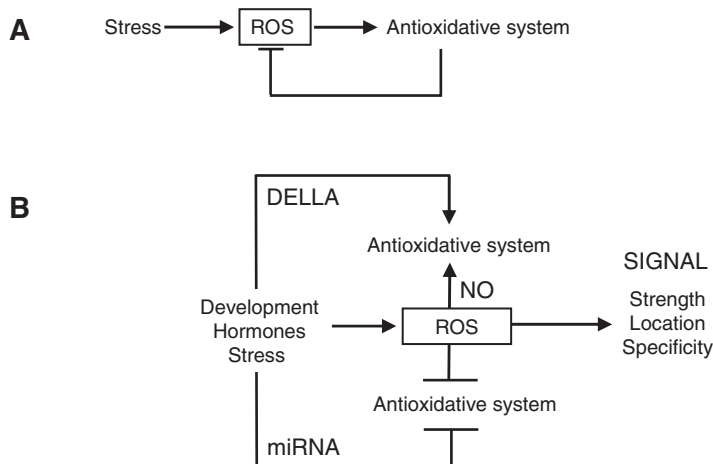 A
Stress
ROS
Antioxidative system
B
DELLA
Antioxidative system
SIGNAL
NO
Development
Hormones
Stress
ROS
Strength
Location
Specificity
Antioxidative system
miRNA